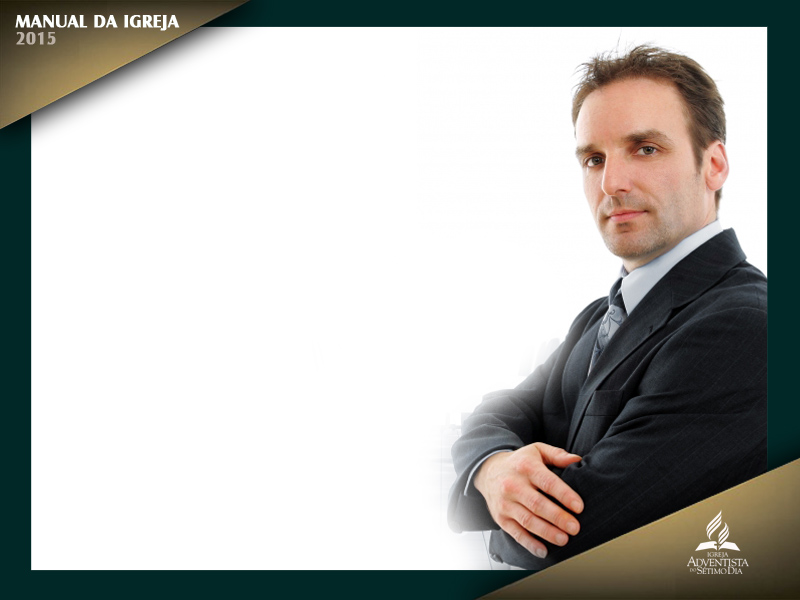 MANUAL DA IGREJA
2015
IGREJA
ADVENTISTA
DO SÉTIMO DIA